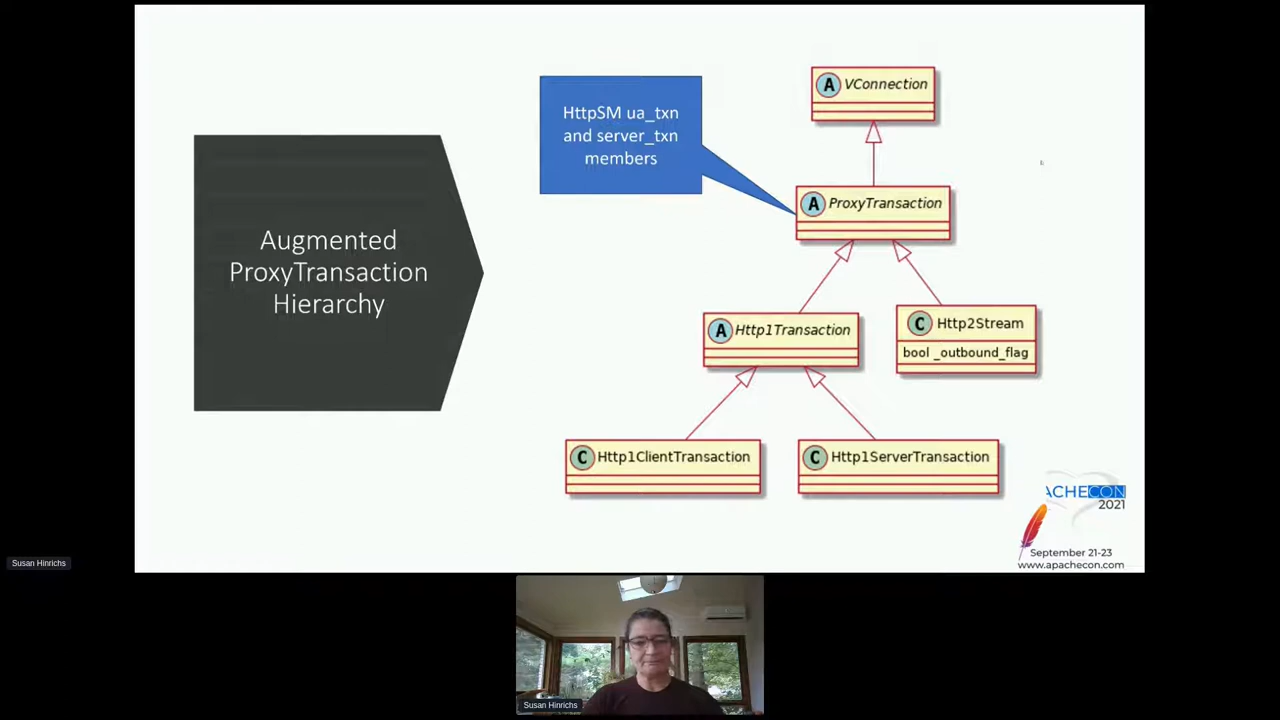 Augmented
ProxyTransaction
Hierarchy
HttpSM ua_txn
and server_txn
members
A VConnection
A ProxyTransaction
A Http1Transaction
C Http2Stream
bool _outbound_flag
C Http1ClientTransaction
C Http1ServerTransaction
ACHECON
2021
September 21-23
www.apachecon.com
Susan Hinrichs
Susan Hinrichs